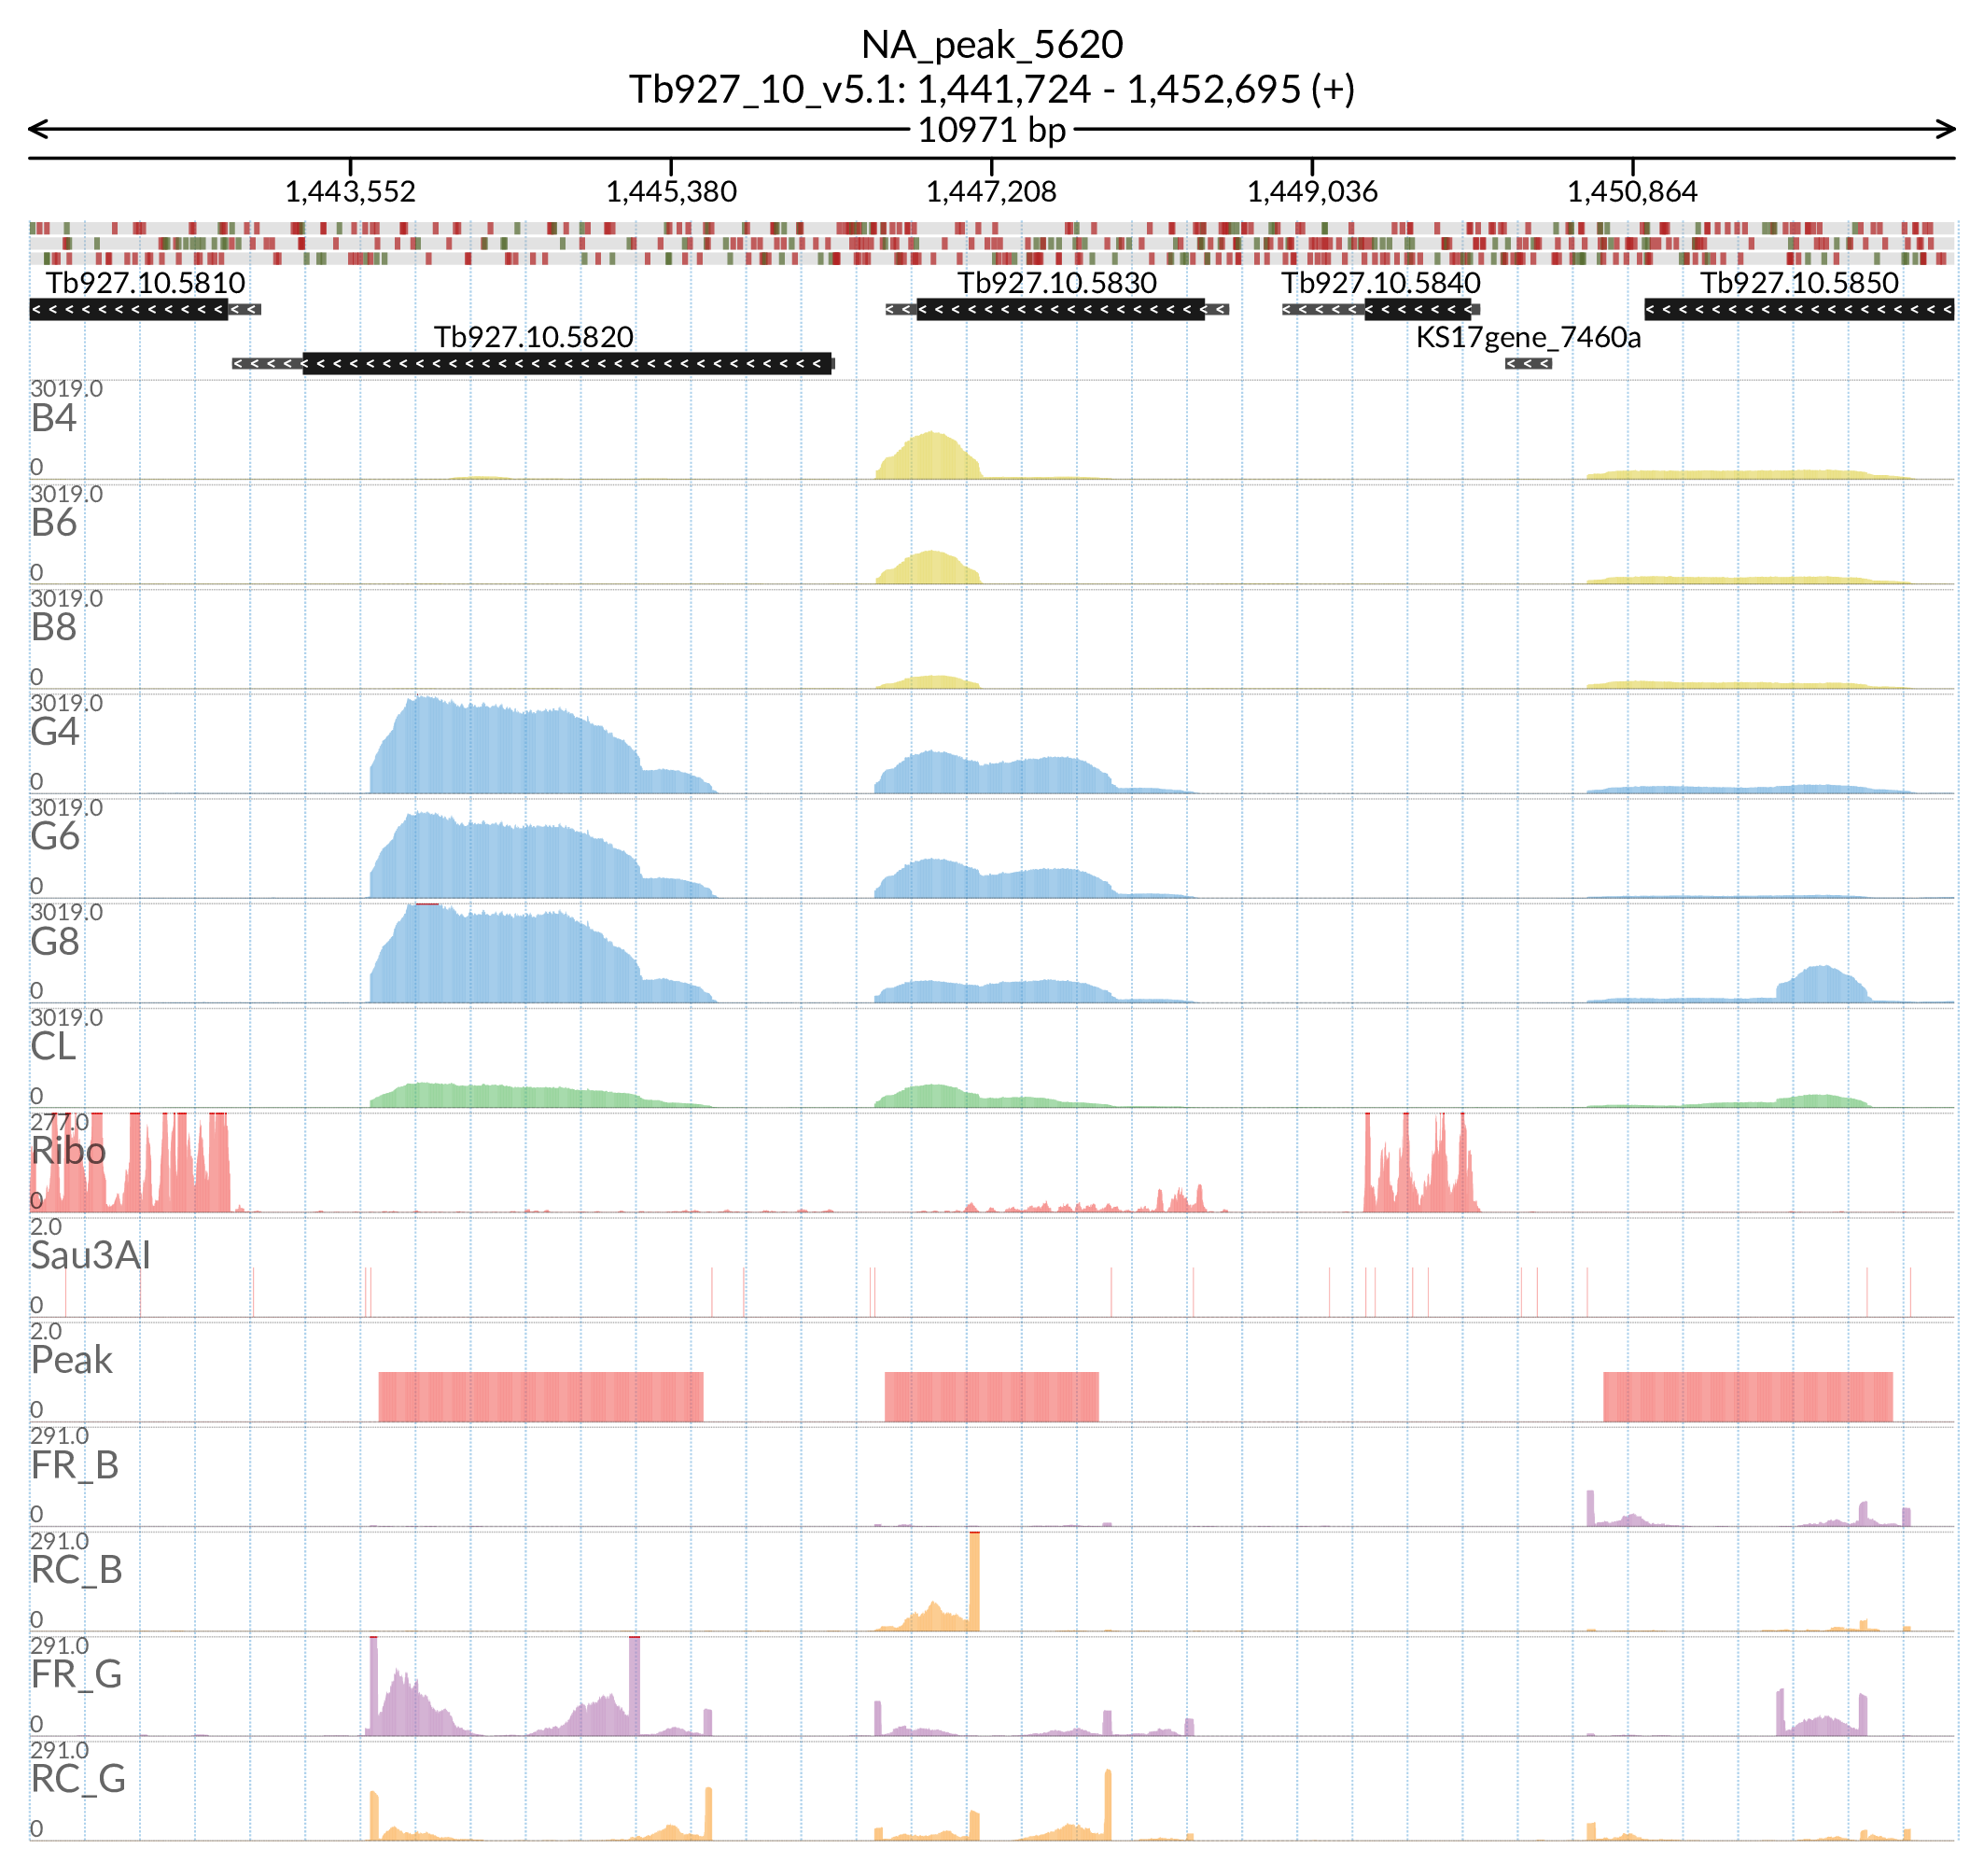 NA_peak_5620
Tb927_10_v5.1: 1,441,724 - 1,452,695 (+)
10971 bp
1,443,552 1,445,380 1,447,208 1,449,036 1,450,864
Tb927.10.5810 Tb927.10.5830 Tb927.10.5840 Tb927.10.5850
Tb927.10.5820 KS17gene_7460a
3019.0
B4
0
3019.0
B6
0
3019.0
B8
0
3019.0
G4
0
3019.0
G6
0
3019.0
G8
0
3019.0
CL
0
277.0
Ribo
0
2.0
Sau3AI
0
2.0
Peak
0
291.0
FR_B
0
291.0
RC_B
0
291.0
FR_G
0
291.0
RC_G
0